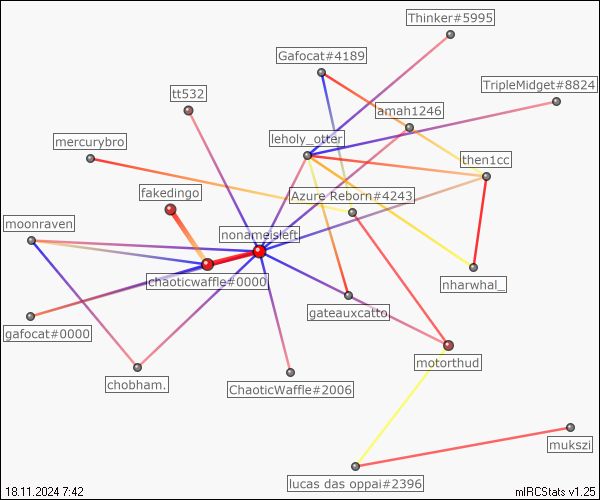 Thinker#5995
Gafocat#4189
TripleMidget#8824
tt532
amah1246
mercurybro
leholy_otter
then1cc
fakedingo
Azure Reborn#4243
moonraven
nonameisleft
chaoticwaffle#0000
nharwhal_
gafocat#0000
gateauxcatto
motorthud
chobham.
ChaoticWaffle#2006
mukszi
lucas das oppai#2396
18.11.2024 7:42
mIRCStats v1.25